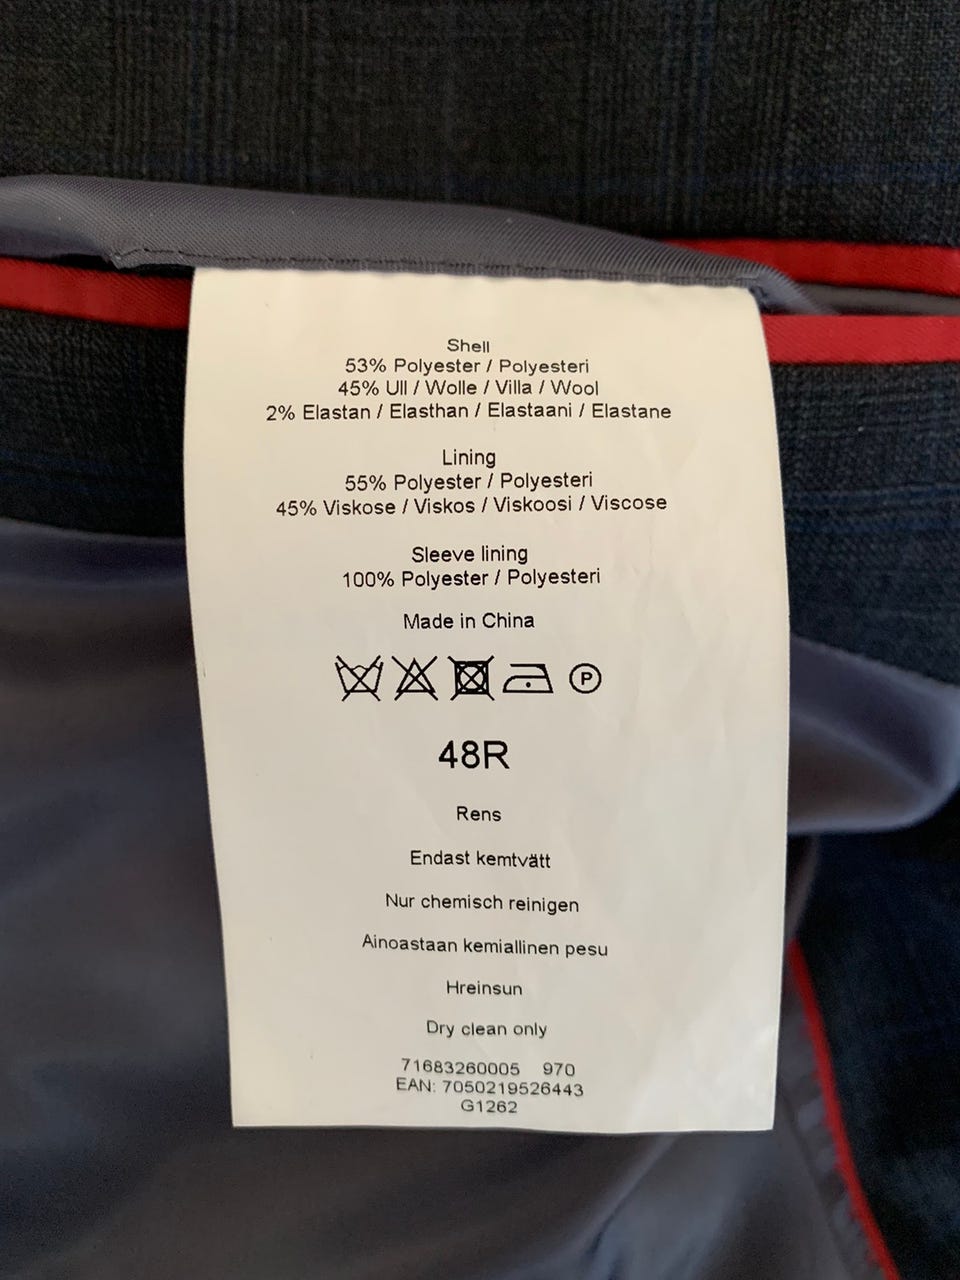 Shell
53% Polyester / Polyesteri
45% Ull / Wolle / Villa / Wool
2% Elastan / Elasthan / Elastaani / Elastane
Lining
55% Polyester / Polyesteri
45% Viskose / Viskos / Viskoosi / Viscose
Sleeve lining
100% Polyester / Polyesteri
Made in China
P
48R
Rens
Endast kemtvätt
Nur chemisch reinigen
Ainoastaan kemiallinen pesu
Hreinsun
Dry clean only
71683260005 970
EAN: 7050219526443
G1262